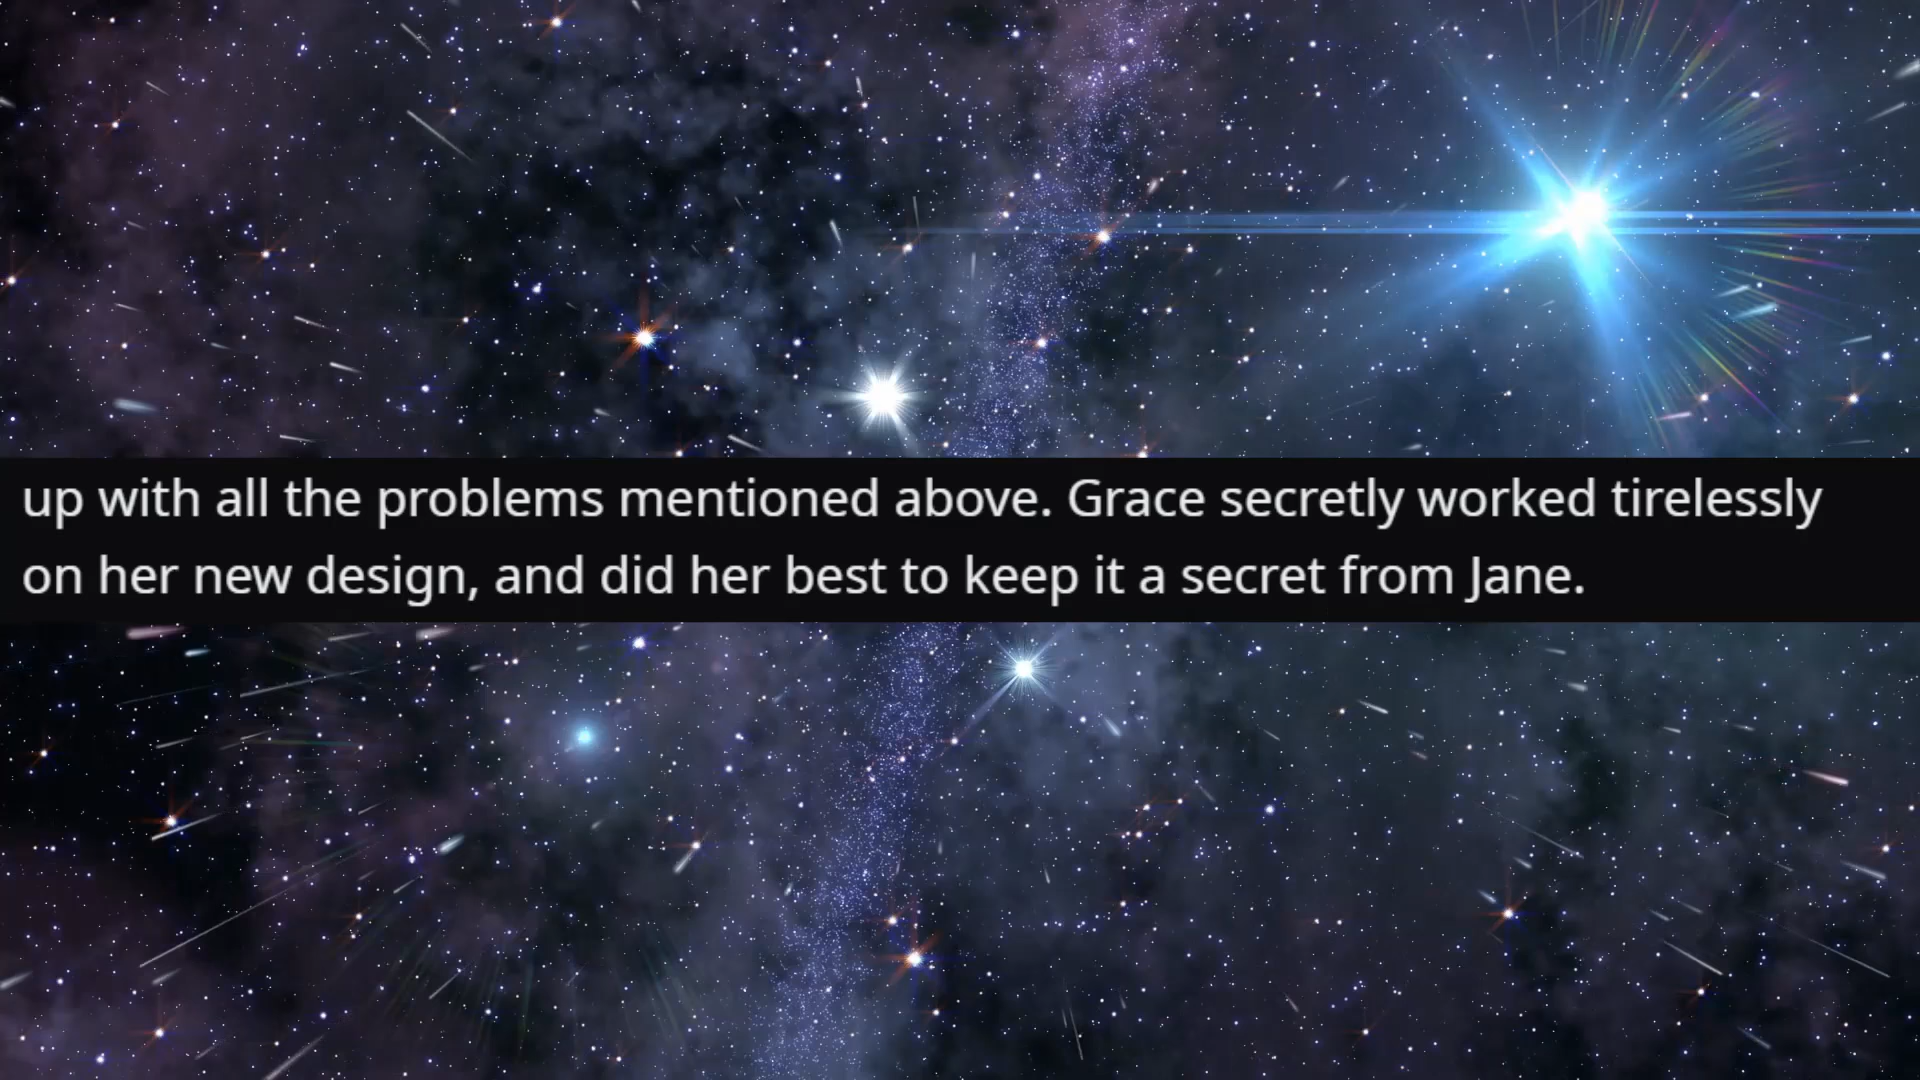 up with all the problems mentioned above. Grace secretly worked tirelessly
on her new design, and did her best to keep it a secret from Jane.